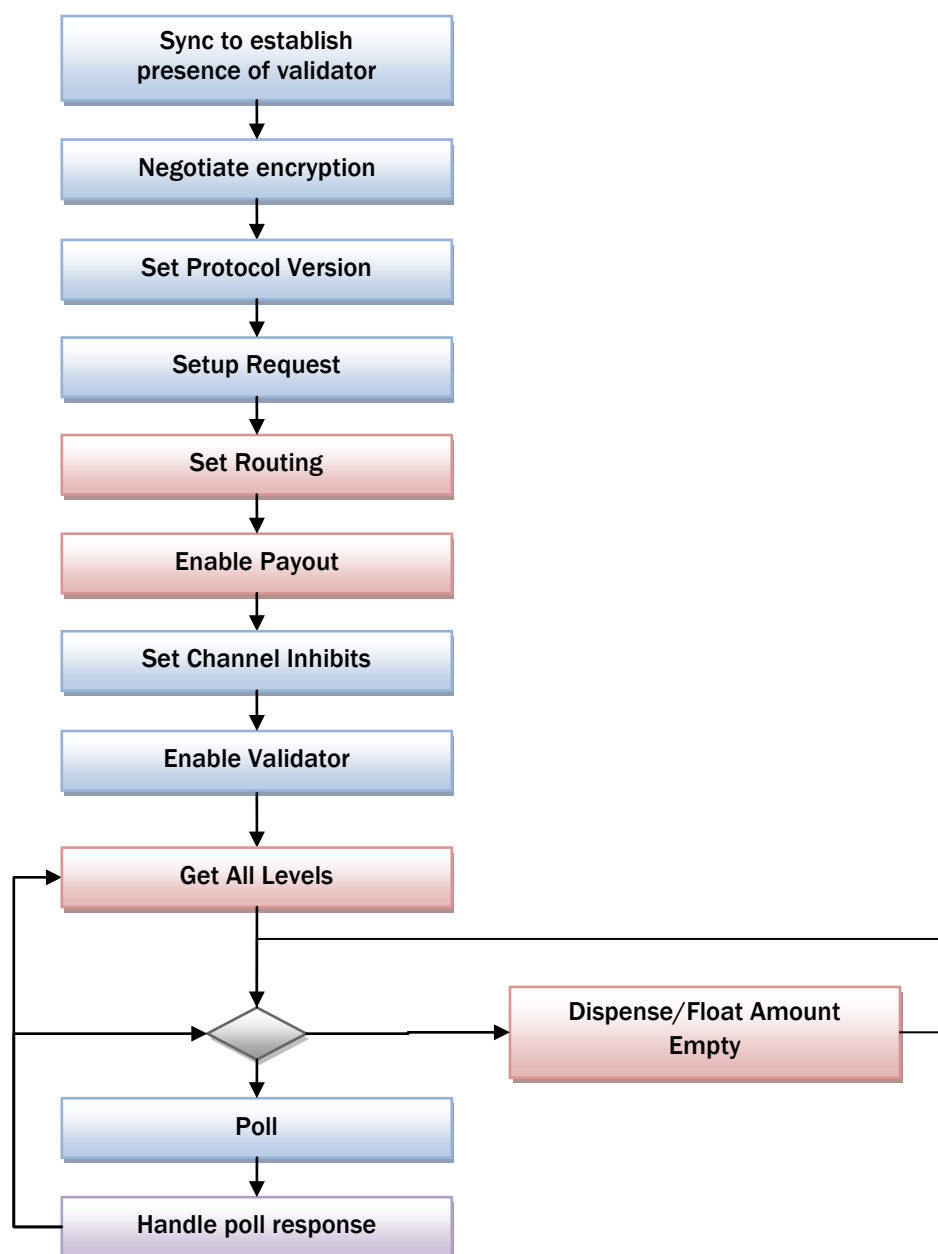 Sync to establish
presence of validator
Negotiate encryption
Set Protocol Version
Setup Request
Set Routing
Enable Payout
Set Channel Inhibits
Enable Validator
Get All Levels
Dispense/Float Amount
Empty
Poll
Handle poll response